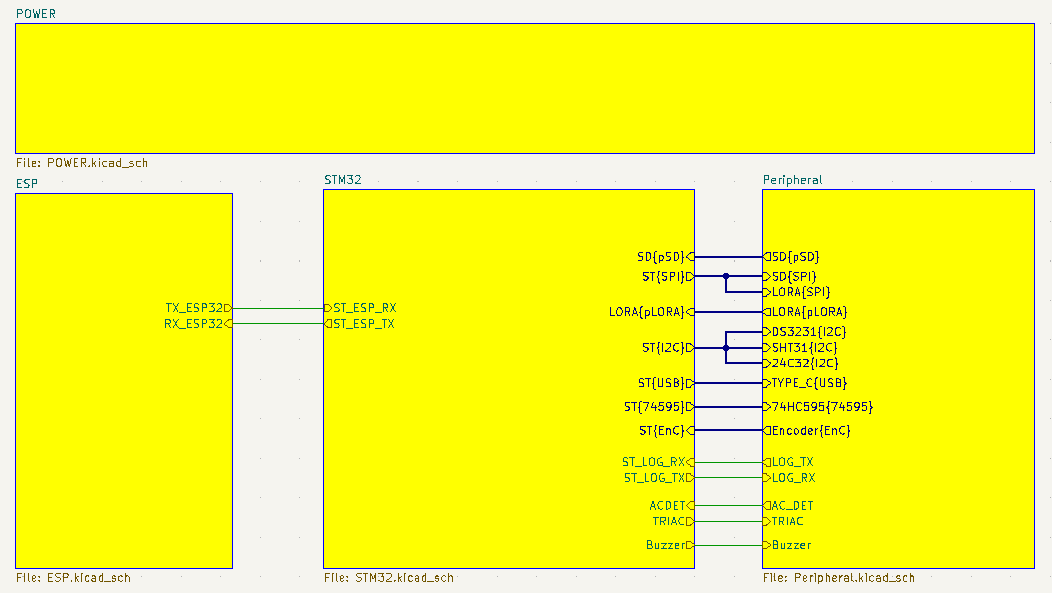 POWER
File: POWER.kicad_sch
ESP
TX_ESP32
RX_ESP32
File: ESP.kicad_sch
STM32
ST_ESP_RX
ST_ESP_TX
SD{pSD}
ST{SPI}
LORA{pLORA}
ST{I2C}
ST{USB}
ST{74595}
ST{EnC}
ST_LOG_RX
ST_LOG_TX
ACDET
TRIAC
Buzzer
File: STM32.kicad_sch
Peripheral
SD{pSD}
SD{SPI}
LORA{SPI}
LORA{pLORA}
DS3231{I2C}
SHT31{I2C}
24C32{I2C}
TYPE_C{USB}
74HC595{74595}
Encoder{EnC}
LOG_TX
LOG_RX
AC_DET
TRIAC
Buzzer
File: Peripheral.kicad_sch